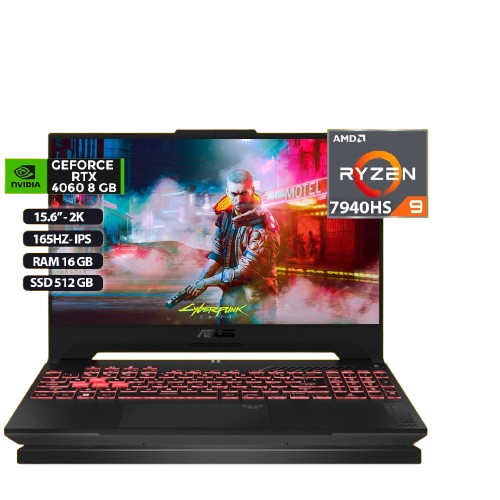 NVIDIA
GEFORCE
RTX
4060 8 GB
15.6”- 2K
165HZ- IPS
RAM 16 GB
SSD 512 GB
AMD
RYZEN
7940HS 9
MOTEL
CYBERPUNK
ASUS